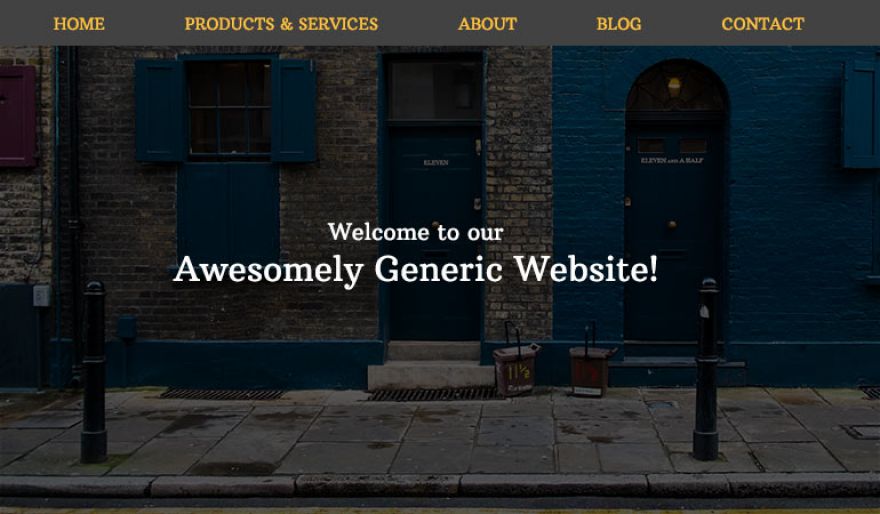 HOME PRODUCTS & SERVICES ABOUT BLOG CONTACT
ELEVEN
ELEVEN AND A HALF
Welcome to our
Awesomely Generic Website!
11½